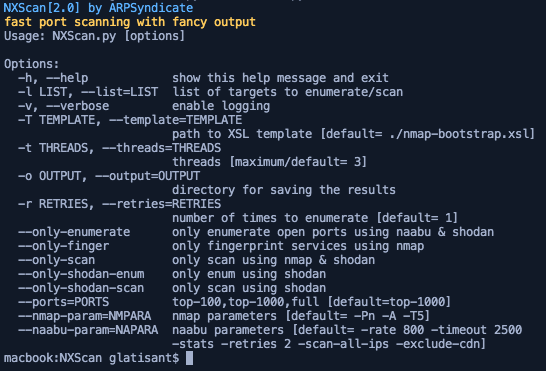 NXScan[2.0] by ARPSyndicate
fast port scanning with fancy output
Usage: NXScan.py [options]

Options:
  -h, --help            show this help message and exit
  -l LIST, --list=LIST  list of targets to enumerate/scan
  -v, --verbose         enable logging
  -T TEMPLATE, --template=TEMPLATE
                        path to XSL template [default= ./nmap-bootstrap.xsl]
  -t THREADS, --threads=THREADS
                        threads [maximum/default= 3]
  -o OUTPUT, --output=OUTPUT
                        directory for saving the results
  -r RETRIES, --retries=RETRIES
                        number of times to enumerate [default= 1]
  --only-enumerate      only enumerate open ports using naabu & shodan
  --only-finger         only fingerprint services using nmap
  --only-scan           only scan using nmap & shodan
  --only-shodan-enum    only enum using shodan
  --only-shodan-scan    only scan using shodan
  --ports=PORTS         top-100,top-1000,full [default=top-1000]
  --nmap-param=NMPARA   nmap parameters [default= -Pn -A -T5]
  --naabu-param=NAPARA  naabu parameters [default= -rate 800 -timeout 2500
                        -stats -retries 2 -scan-all-ips -exclude-cdn]
macbook:NXScan glatisant$